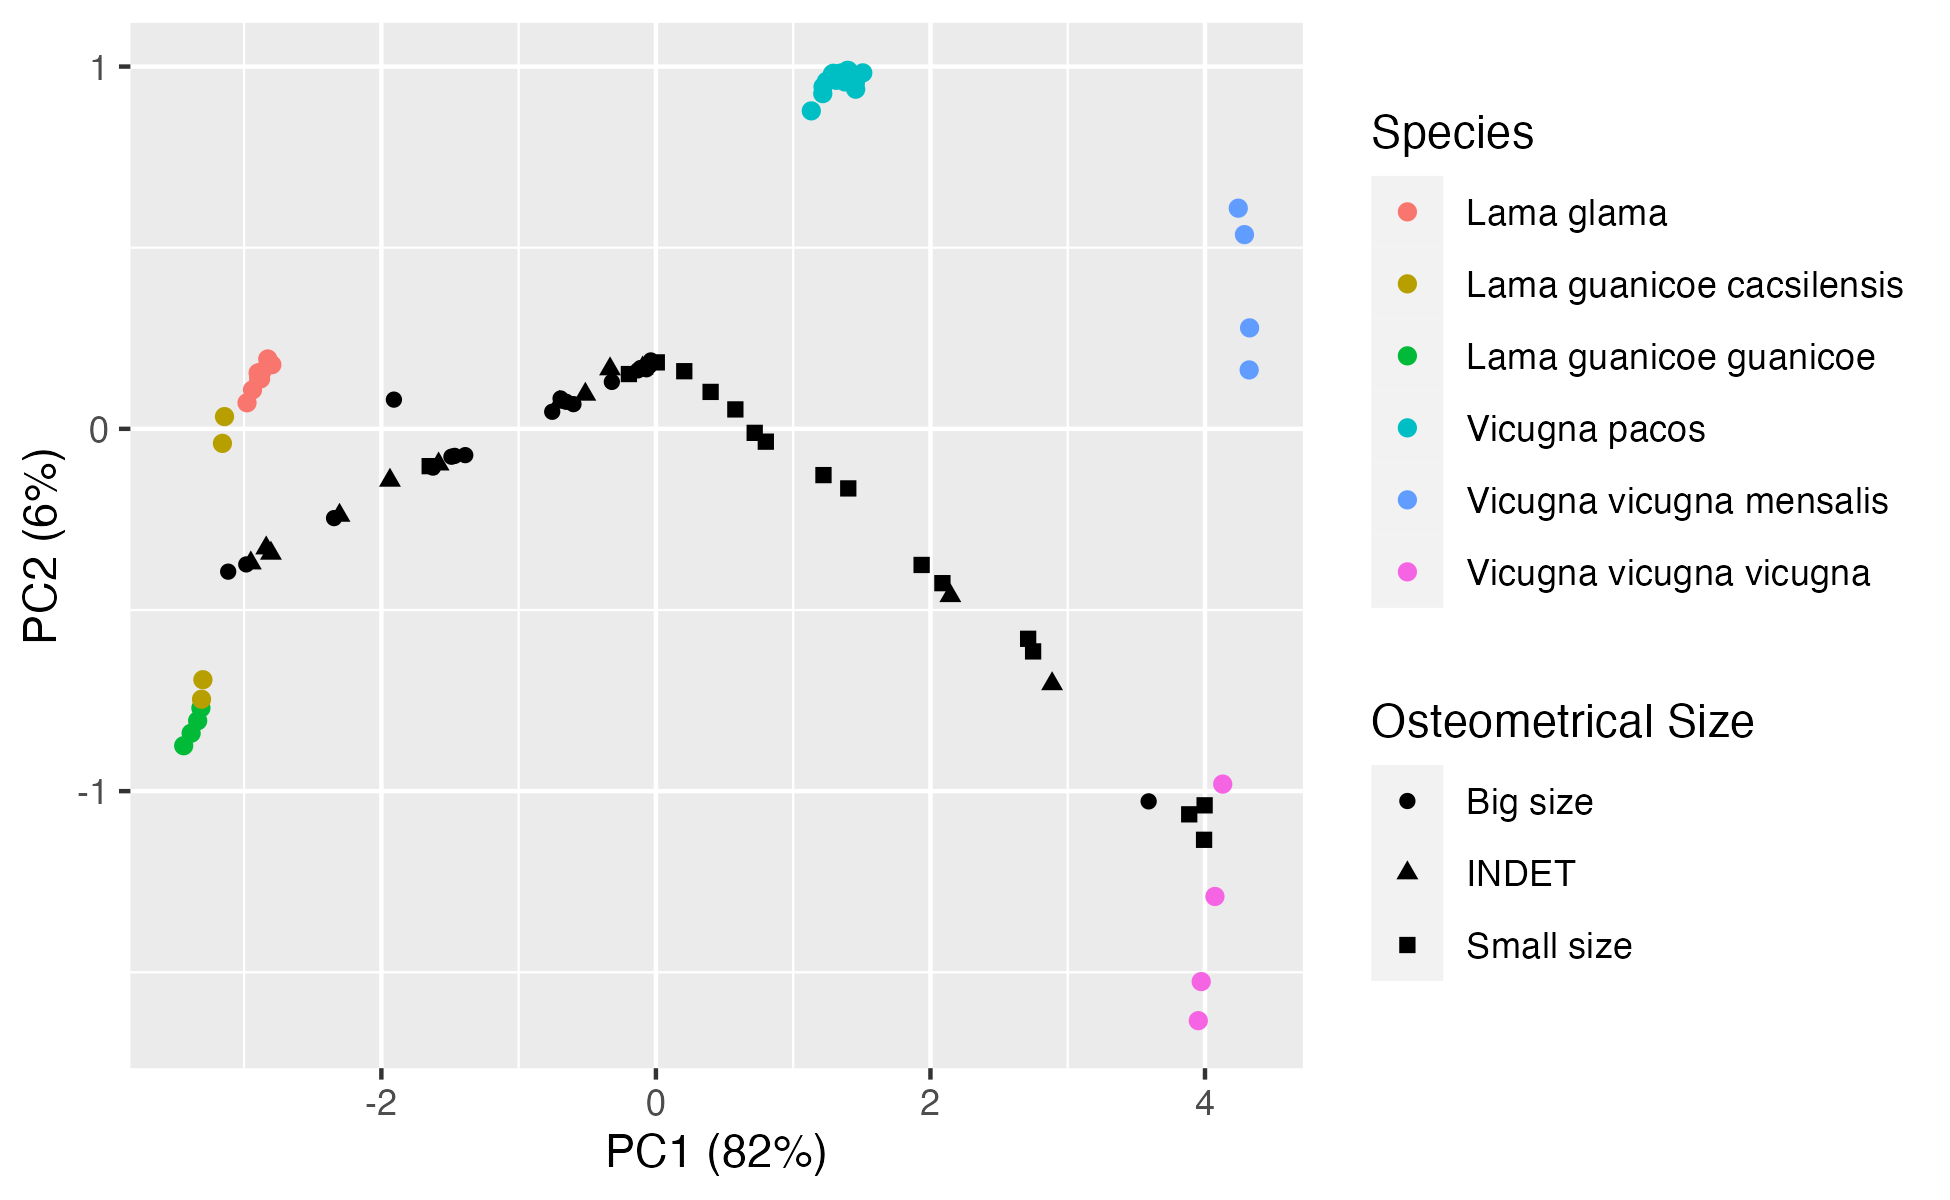 1
0
-1
PC2 (6%)
-2
0
2
4
PC1 (82%)
Species
Lama glama
Lama guanicoe cacsilensis
Lama guanicoe guanicoe
Vicugna pacos
Vicugna vicugna mensalis
Vicugna vicugna vicugna
Osteometrical Size
Big size
INDET
Small size